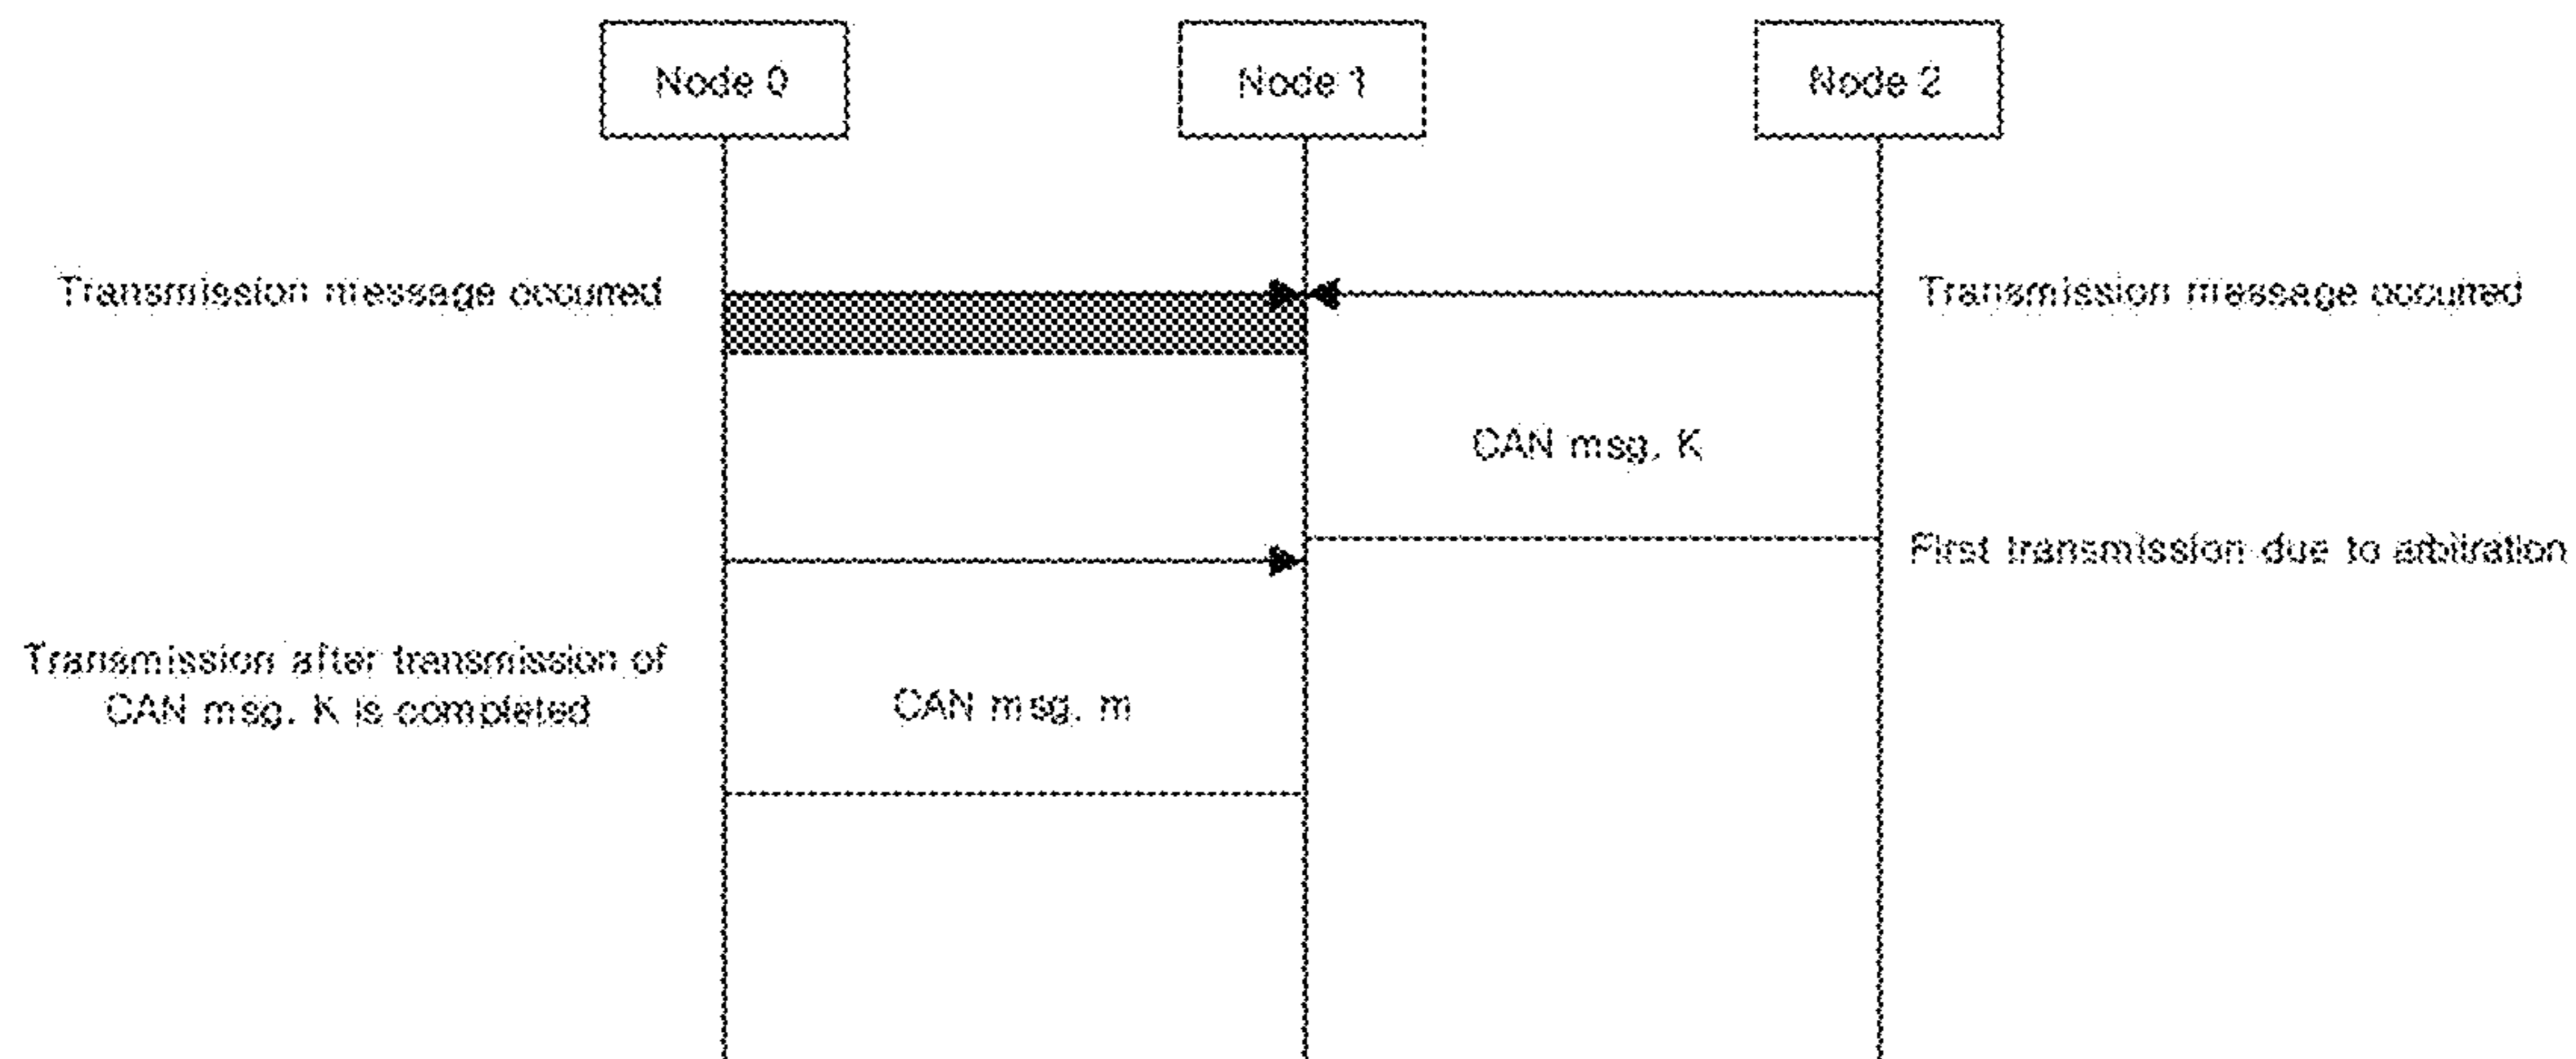 Node 0
Node 1
Node 2
Transmission message occurred
Transmission message occurred
CAN msg. K
First transmission due to arbitration
Transmission after transmission of
CAN msg. K is completed
CAN msg. m